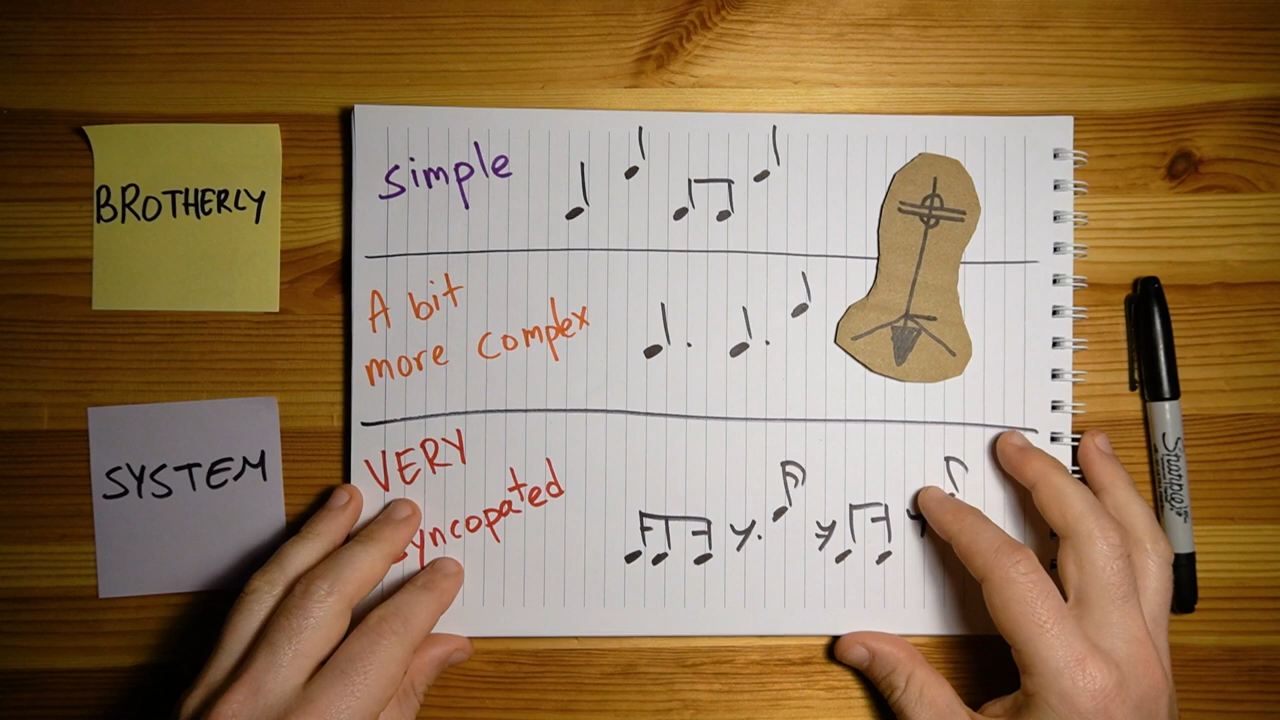 BROTHERLY
SYSTEM
simple
A bit
more complex
VERY
syncopated
Sharpie